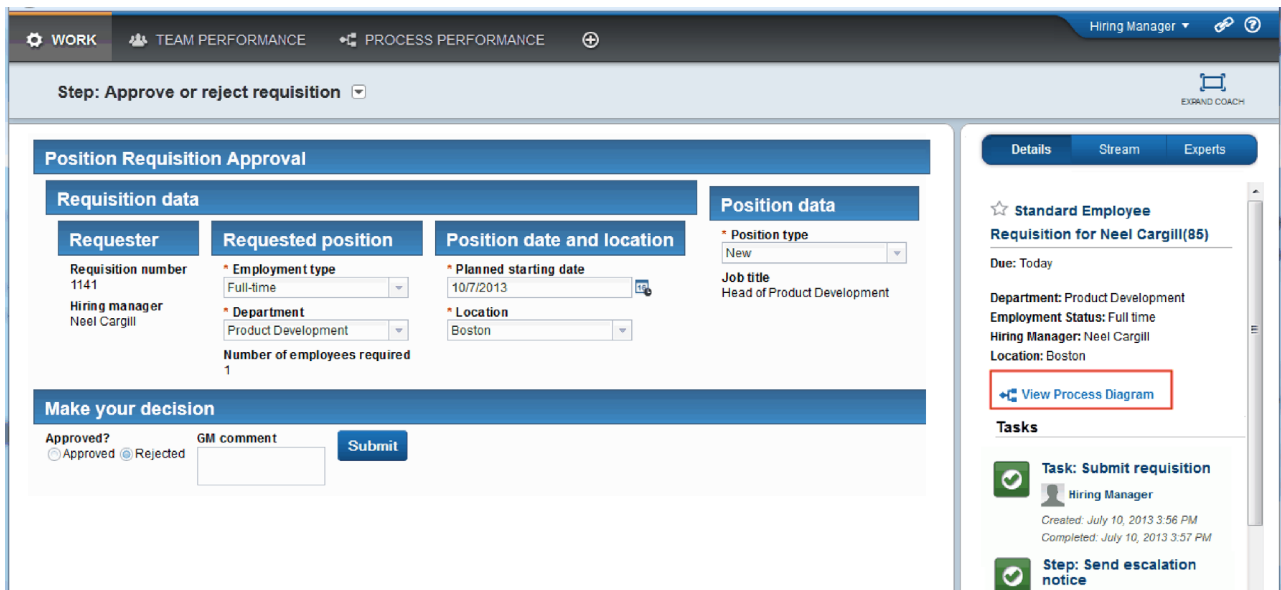 WORK
TEAM PERFORMANCE
PROCESS PERFORMANCE
Hiring Manager
Step: Approve or reject requisition
EXPAND COACH
Position Requisition Approval
Requisition data
Requester
Requisition number
1141
Hiring manager
Neel Cargill
Requested position
* Employment type
Full-time
* Department
Product Development
Number of employees required
1
Position date and location
* Planned starting date
10/7/2013
* Location
Boston
Position data
* Position type
New
Job title
Head of Product Development
Make your decision
Approved?
Approved Rejected
GM comment
Submit
Details Stream Experts
Standard Employee
Requisition for Neel Cargill(85)
Due: Today
Department: Product Development
Employment Status: Full time
Hiring Manager: Neel Cargill
Location: Boston
View Process Diagram
Tasks
Task: Submit requisition
Hiring Manager
Created: July 10, 2013 3:56 PM
Completed: July 10, 2013 3:57 PM
Step: Send escalation
notice